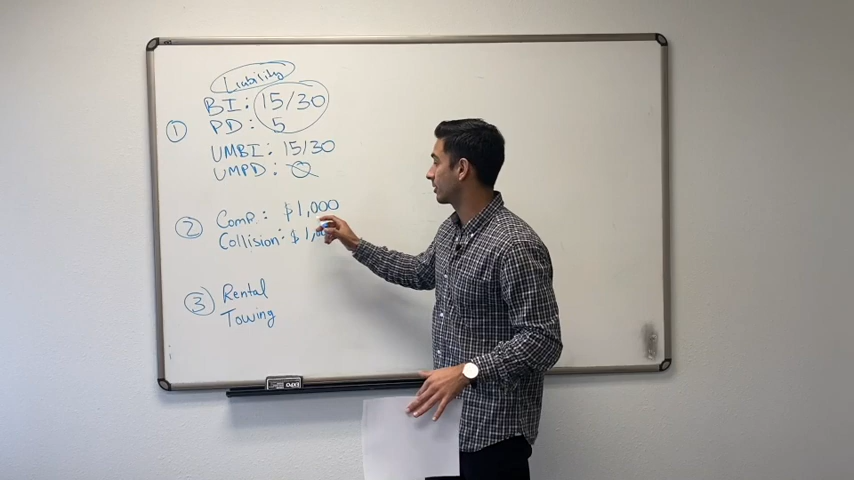 Liability
BI: 15/30
PD: 5
① UMBI: 15/30
UMPD:
② Comp.: $1,000
Collision: $1,
③ Rental
Towing
EXPO